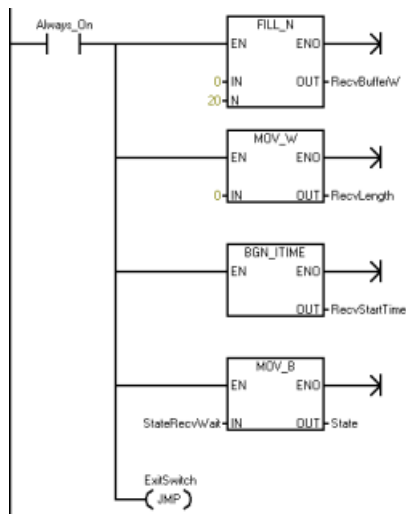 Always_On
FILL_N
EN ENO
0 IN OUT RecvBufferW
20 N
MOV_W
EN ENO
0 IN OUT RecvLength
BGN_ITIME
EN ENO
OUT RecvStartTime
MOV_B
EN ENO
StateRecvWait IN OUT State
ExitSwitch
JMP